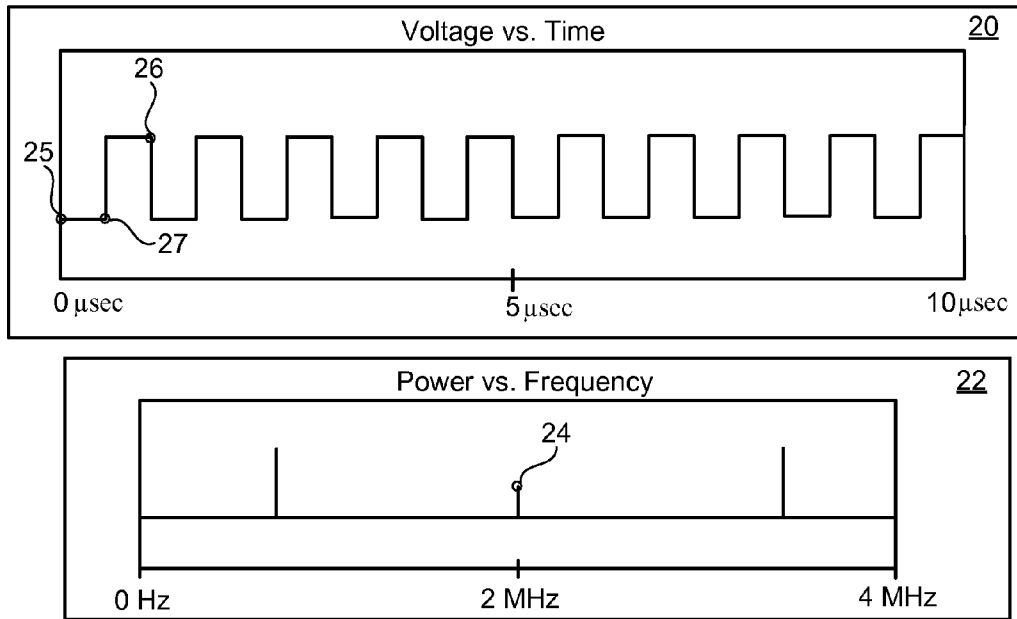 Voltage vs. Time 20
26
25
27
0 µsec 5 µscc 10 µsec
Power vs. Frequency 22
24
0 Hz 2 MHz 4 MHz